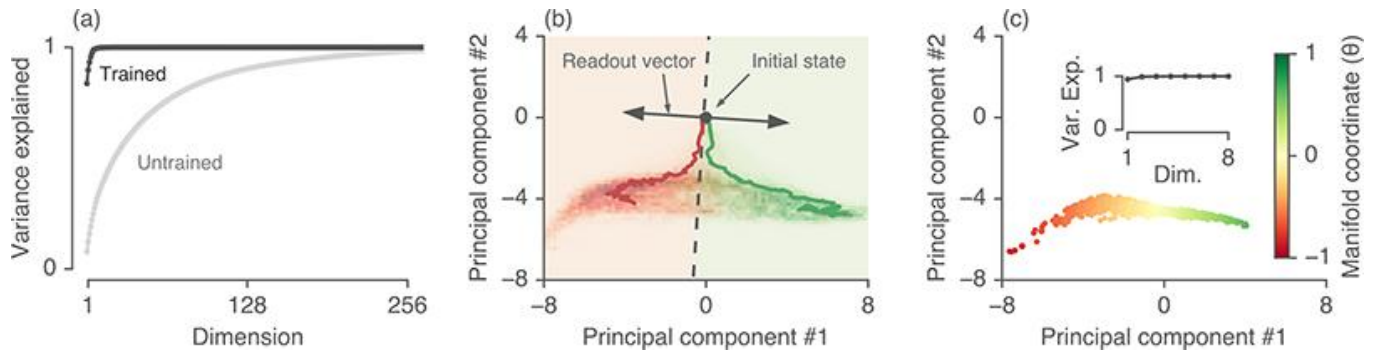 (a)
Variance explained
1
0
Trained
Untrained
1
128
256
Dimension
(b)
Principal component #2
4
0
−4
−8
Readout vector
Initial state
−8
0
8
Principal component #1
(c)
Principal component #2
4
0
−4
−8
Var. Exp.
1
0
1
8
Dim.
1
0
−1
Manifold coordinate (θ)
−8
0
8
Principal component #1